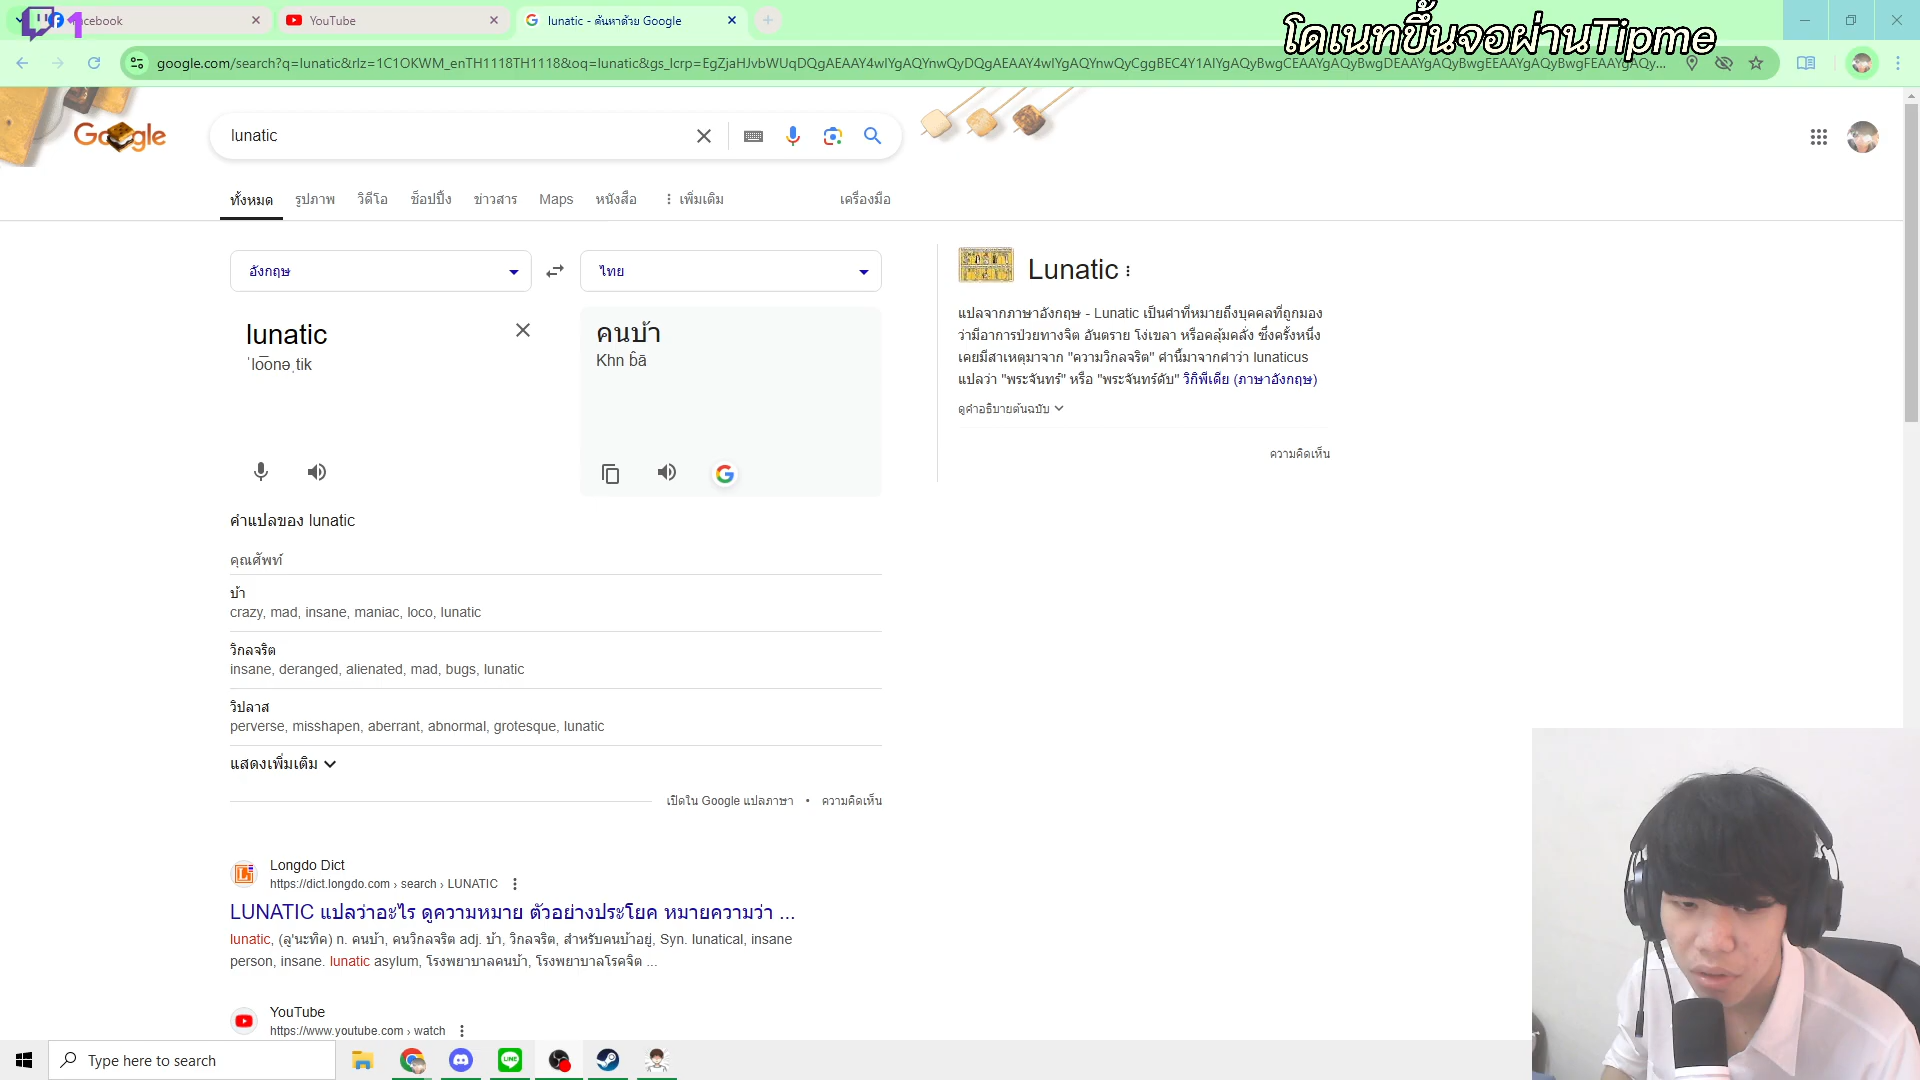 facebook
YouTube
lunatic - ค้นหาด้วย Google
1
โดเนทขึ้นจอผ่านTipme
Google
lunatic
ทั้งหมด
รูปภาพ
วิดีโอ
ช็อปปิ้ง
ข่าวสาร
Maps
หนังสือ
เพิ่มเติม
เครื่องมือ
อังกฤษ
ไทย
lunatic
ˈlo͞onəˌtik
คนบ้า
Khn b̂ā
คำแปลของ lunatic
คุณศัพท์
บ้า
crazy, mad, insane, maniac, loco, lunatic
วิกลจริต
insane, deranged, alienated, mad, bugs, lunatic
วิปลาส
perverse, misshapen, aberrant, abnormal, grotesque, lunatic
แสดงเพิ่มเติม
เปิดใน Google แปลภาษา • ความคิดเห็น
Lunatic
แปลจากภาษาอังกฤษ - Lunatic เป็นคำที่หมายถึงบุคคลที่ถูกมอง
ว่ามีอาการป่วยทางจิต อันตราย โง่เขลา หรือคลุ้มคลั่ง ซึ่งครั้งหนึ่ง
เคยมีสาเหตุมาจาก "ความวิกลจริต" คำนี้มาจากคำว่า lunaticus
แปลว่า "พระจันทร์" หรือ "พระจันทร์ดับ" วิกิพีเดีย (ภาษาอังกฤษ)
ดูคำอธิบายต้นฉบับ
ความคิดเห็น
Longdo Dict
https://dict.longdo.com › search › LUNATIC
LUNATIC แปลว่าอะไร ดูความหมาย ตัวอย่างประโยค หมายความว่า ...
lunatic, (ลู'นะทิค) n. คนบ้า, คนวิกลจริต adj. บ้า, วิกลจริต, สำหรับคนบ้าอยู่, Syn. lunatical, insane
person, insane. lunatic asylum, โรงพยาบาลคนบ้า, โรงพยาบาลโรคจิต ...
YouTube
https://www.youtube.com › watch
Type here to search
LINE